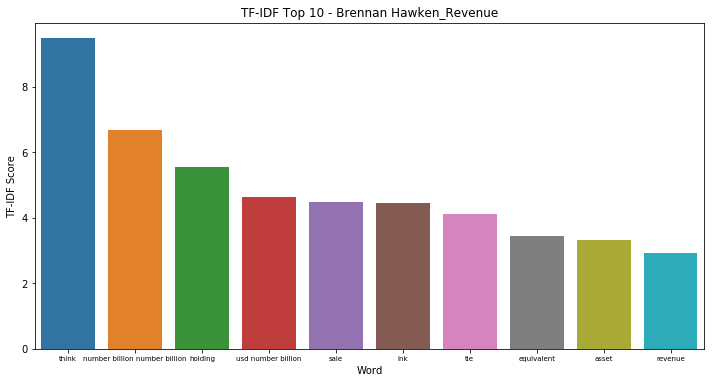 TF-IDF Top 10 - Brennan Hawken_Revenue
TF-IDF Score
8
6
4
2
0
think number billion number billion holding usd number billion sale ink tie equivalent asset revenue
Word